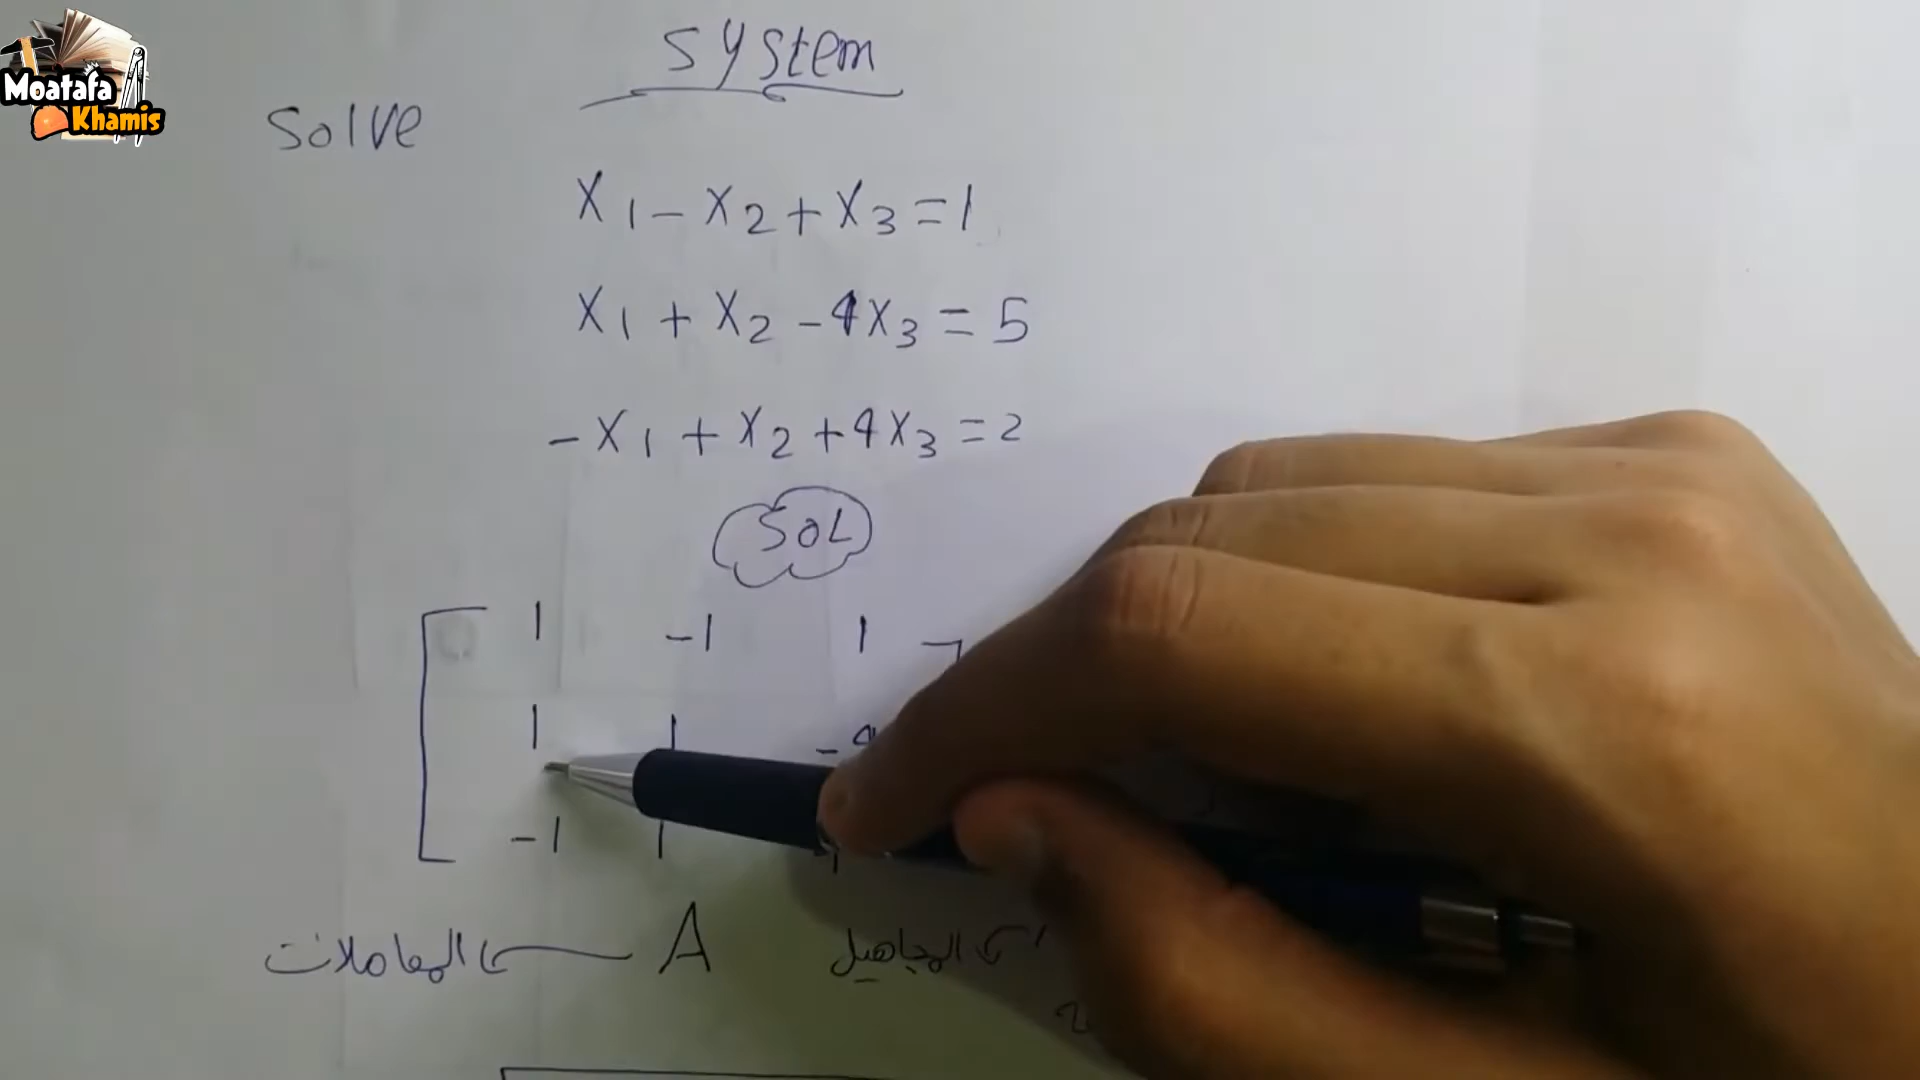 Moatafa
Khamis
system
Solve
x1 - x2 + x3 = 1
x1 + x2 - 4x3 = 5
-x1 + x2 + 4x3 = 2
SOL
1 -1 1
1 1 -4
-1 1
المعاملات A المجاهيل